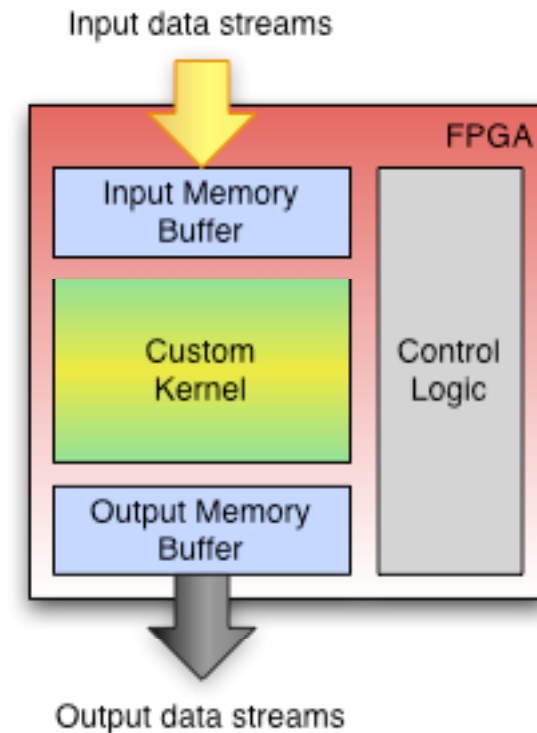 Input data streams
FPGA
Input Memory
Buffer
Custom
Kernel
Control
Logic
Output Memory
Buffer
Output data streams